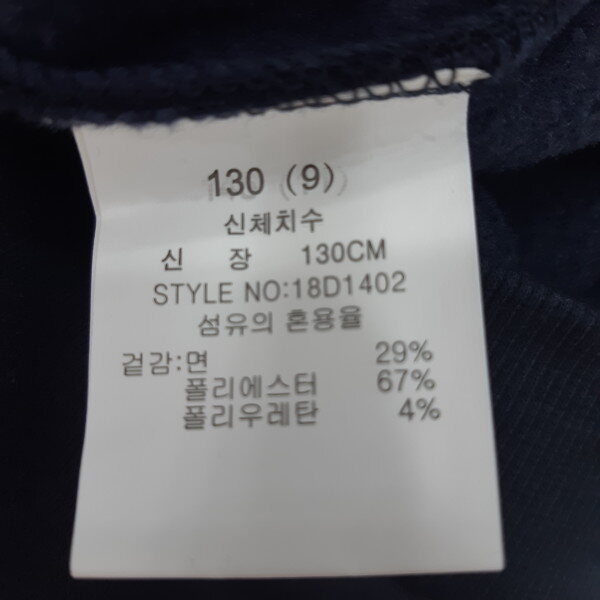 130 (9)
신체치수
신 장 130CM
STYLE NO:18D1402
섬유의 혼용율
겉감:면 29%
폴리에스터 67%
폴리우레탄 4%